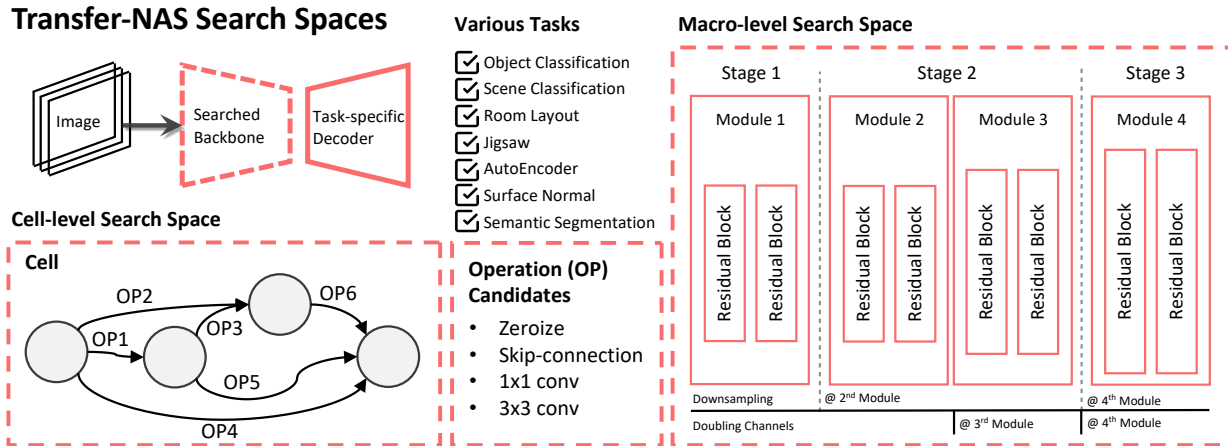 Transfer-NAS Search Spaces
Image
Searched
Backbone
Task-specific
Decoder
Various Tasks
Object Classification
Scene Classification
Room Layout
Jigsaw
AutoEncoder
Surface Normal
Semantic Segmentation
Cell-level Search Space
Cell
OP2
OP6
OP1
OP3
OP5
OP4
Operation (OP)
Candidates
• Zeroize
• Skip-connection
• 1x1 conv
• 3x3 conv
Macro-level Search Space
Stage 1
Stage 2
Stage 3
Module 1
Module 2
Module 3
Module 4
Residual Block
Residual Block
Residual Block
Residual Block
Residual Block
Residual Block
Residual Block
Residual Block
Downsampling
@ 2nd Module
@ 4th Module
Doubling Channels
@ 3rd Module
@ 4th Module